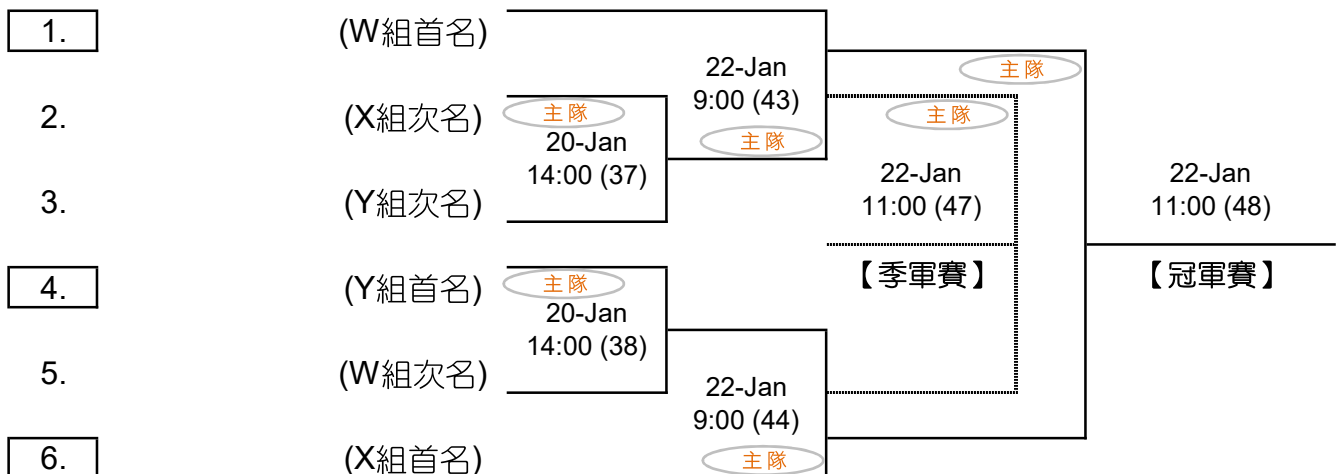 1. (W組首名)
22-Jan
9:00 (43)
主隊
主隊
2. (X組次名)
主隊
20-Jan
14:00 (37)
主隊
3. (Y組次名)
22-Jan
11:00 (47)
【季軍賽】
22-Jan
11:00 (48)
【冠軍賽】
4. (Y組首名)
主隊
20-Jan
14:00 (38)
5. (W組次名)
22-Jan
9:00 (44)
主隊
6. (X組首名)